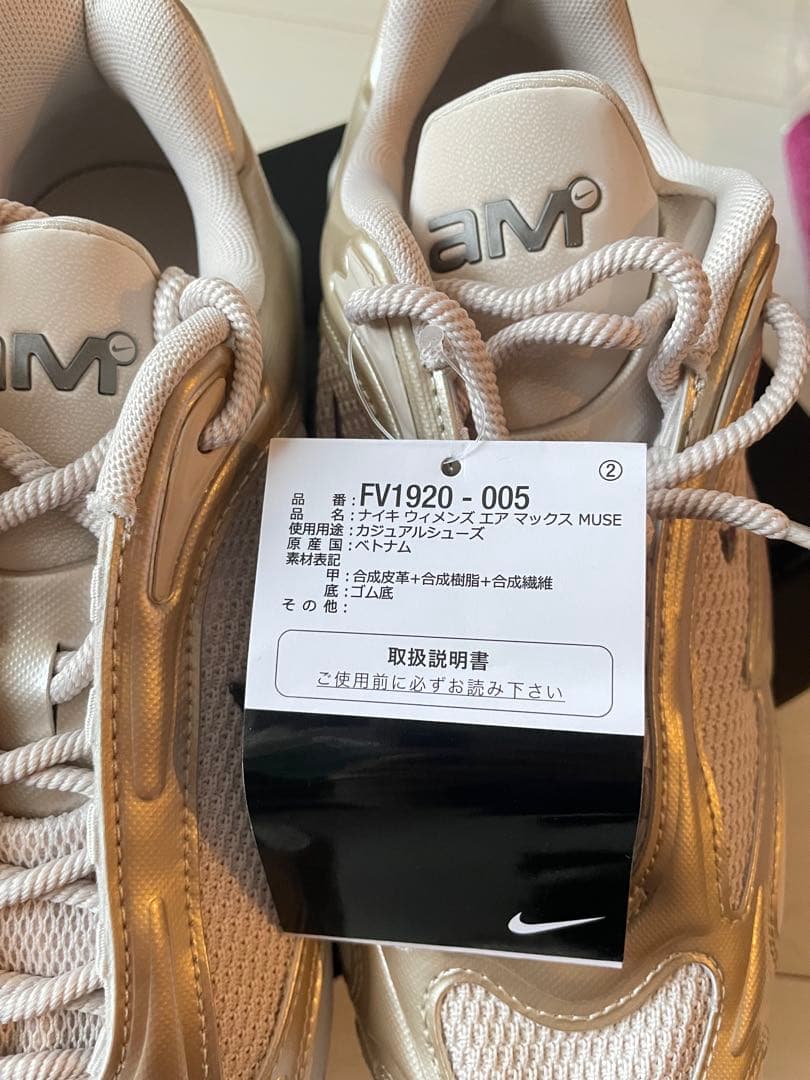 aM
aM
②
品番:FV1920 - 005
品名:ナイキ ウィメンズ エア マックス MUSE
使用用途:カジュアルシューズ
原産国:ベトナム
素材表記
甲:合成皮革+合成樹脂+合成繊維
底:ゴム底
その他:
取扱説明書
ご使用前に必ずお読み下さい